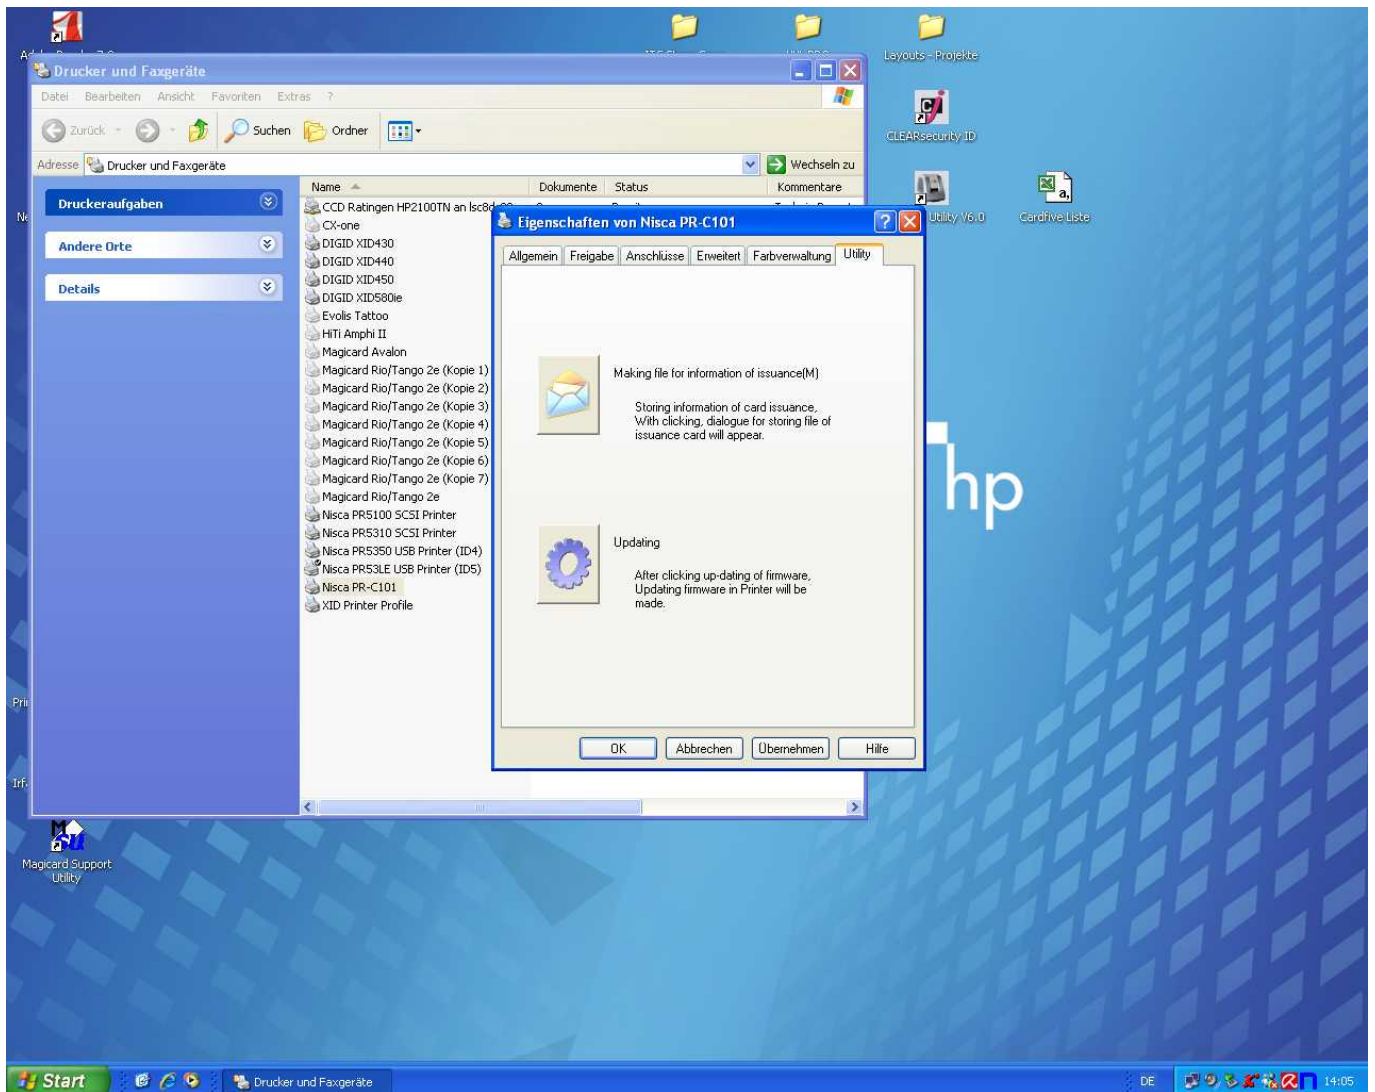 Layouts - Projekte
Drucker und Faxgeräte
Datei Bearbeiten Ansicht Favoriten Extras ?
Zurück Suchen Ordner
CLEARsecurity ID
Adresse Drucker und Faxgeräte Wechseln zu
Utility V6.0
Cardfive Liste
a,
Druckeraufgaben
Andere Orte
Details
Name Dokumente Status Kommentare
CCD Ratingen HP2100TN an lsc8d
CX-one
DIGID XID430
DIGID XID440
DIGID XID450
DIGID XID580ie
Evolis Tattoo
HiTi Amphi II
Magicard Avalon
Magicard Rio/Tango 2e (Kopie 1)
Magicard Rio/Tango 2e (Kopie 2)
Magicard Rio/Tango 2e (Kopie 3)
Magicard Rio/Tango 2e (Kopie 4)
Magicard Rio/Tango 2e (Kopie 5)
Magicard Rio/Tango 2e (Kopie 6)
Magicard Rio/Tango 2e (Kopie 7)
Magicard Rio/Tango 2e
Nisca PR5100 SCSI Printer
Nisca PR5310 SCSI Printer
Nisca PR5350 USB Printer (ID4)
Nisca PR53LE USB Printer (ID5)
Nisca PR-C101
XID Printer Profile
Eigenschaften von Nisca PR-C101
Allgemein Freigabe Anschlüsse Erweitert Farbverwaltung Utility
Making file for information of issuance(M)
Storing information of card issuance,
With clicking, dialogue for storing file of
issuance card will appear.
Updating
After clicking up-dating of firmware,
Updating firmware in Printer will be
made.
OK Abbrechen Übernehmen Hilfe
hp
Magicard Support
Utility
Start Drucker und Faxgeräte DE 14:05